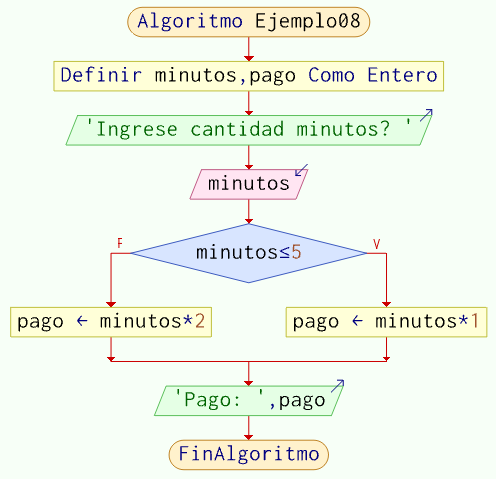 Algoritmo Ejemplo08
Definir minutos,pago Como Entero
'Ingrese cantidad minutos? '
minutos
minutos≤5
F
V
pago ← minutos*2
pago ← minutos*1
'Pago: ',pago
FinAlgoritmo